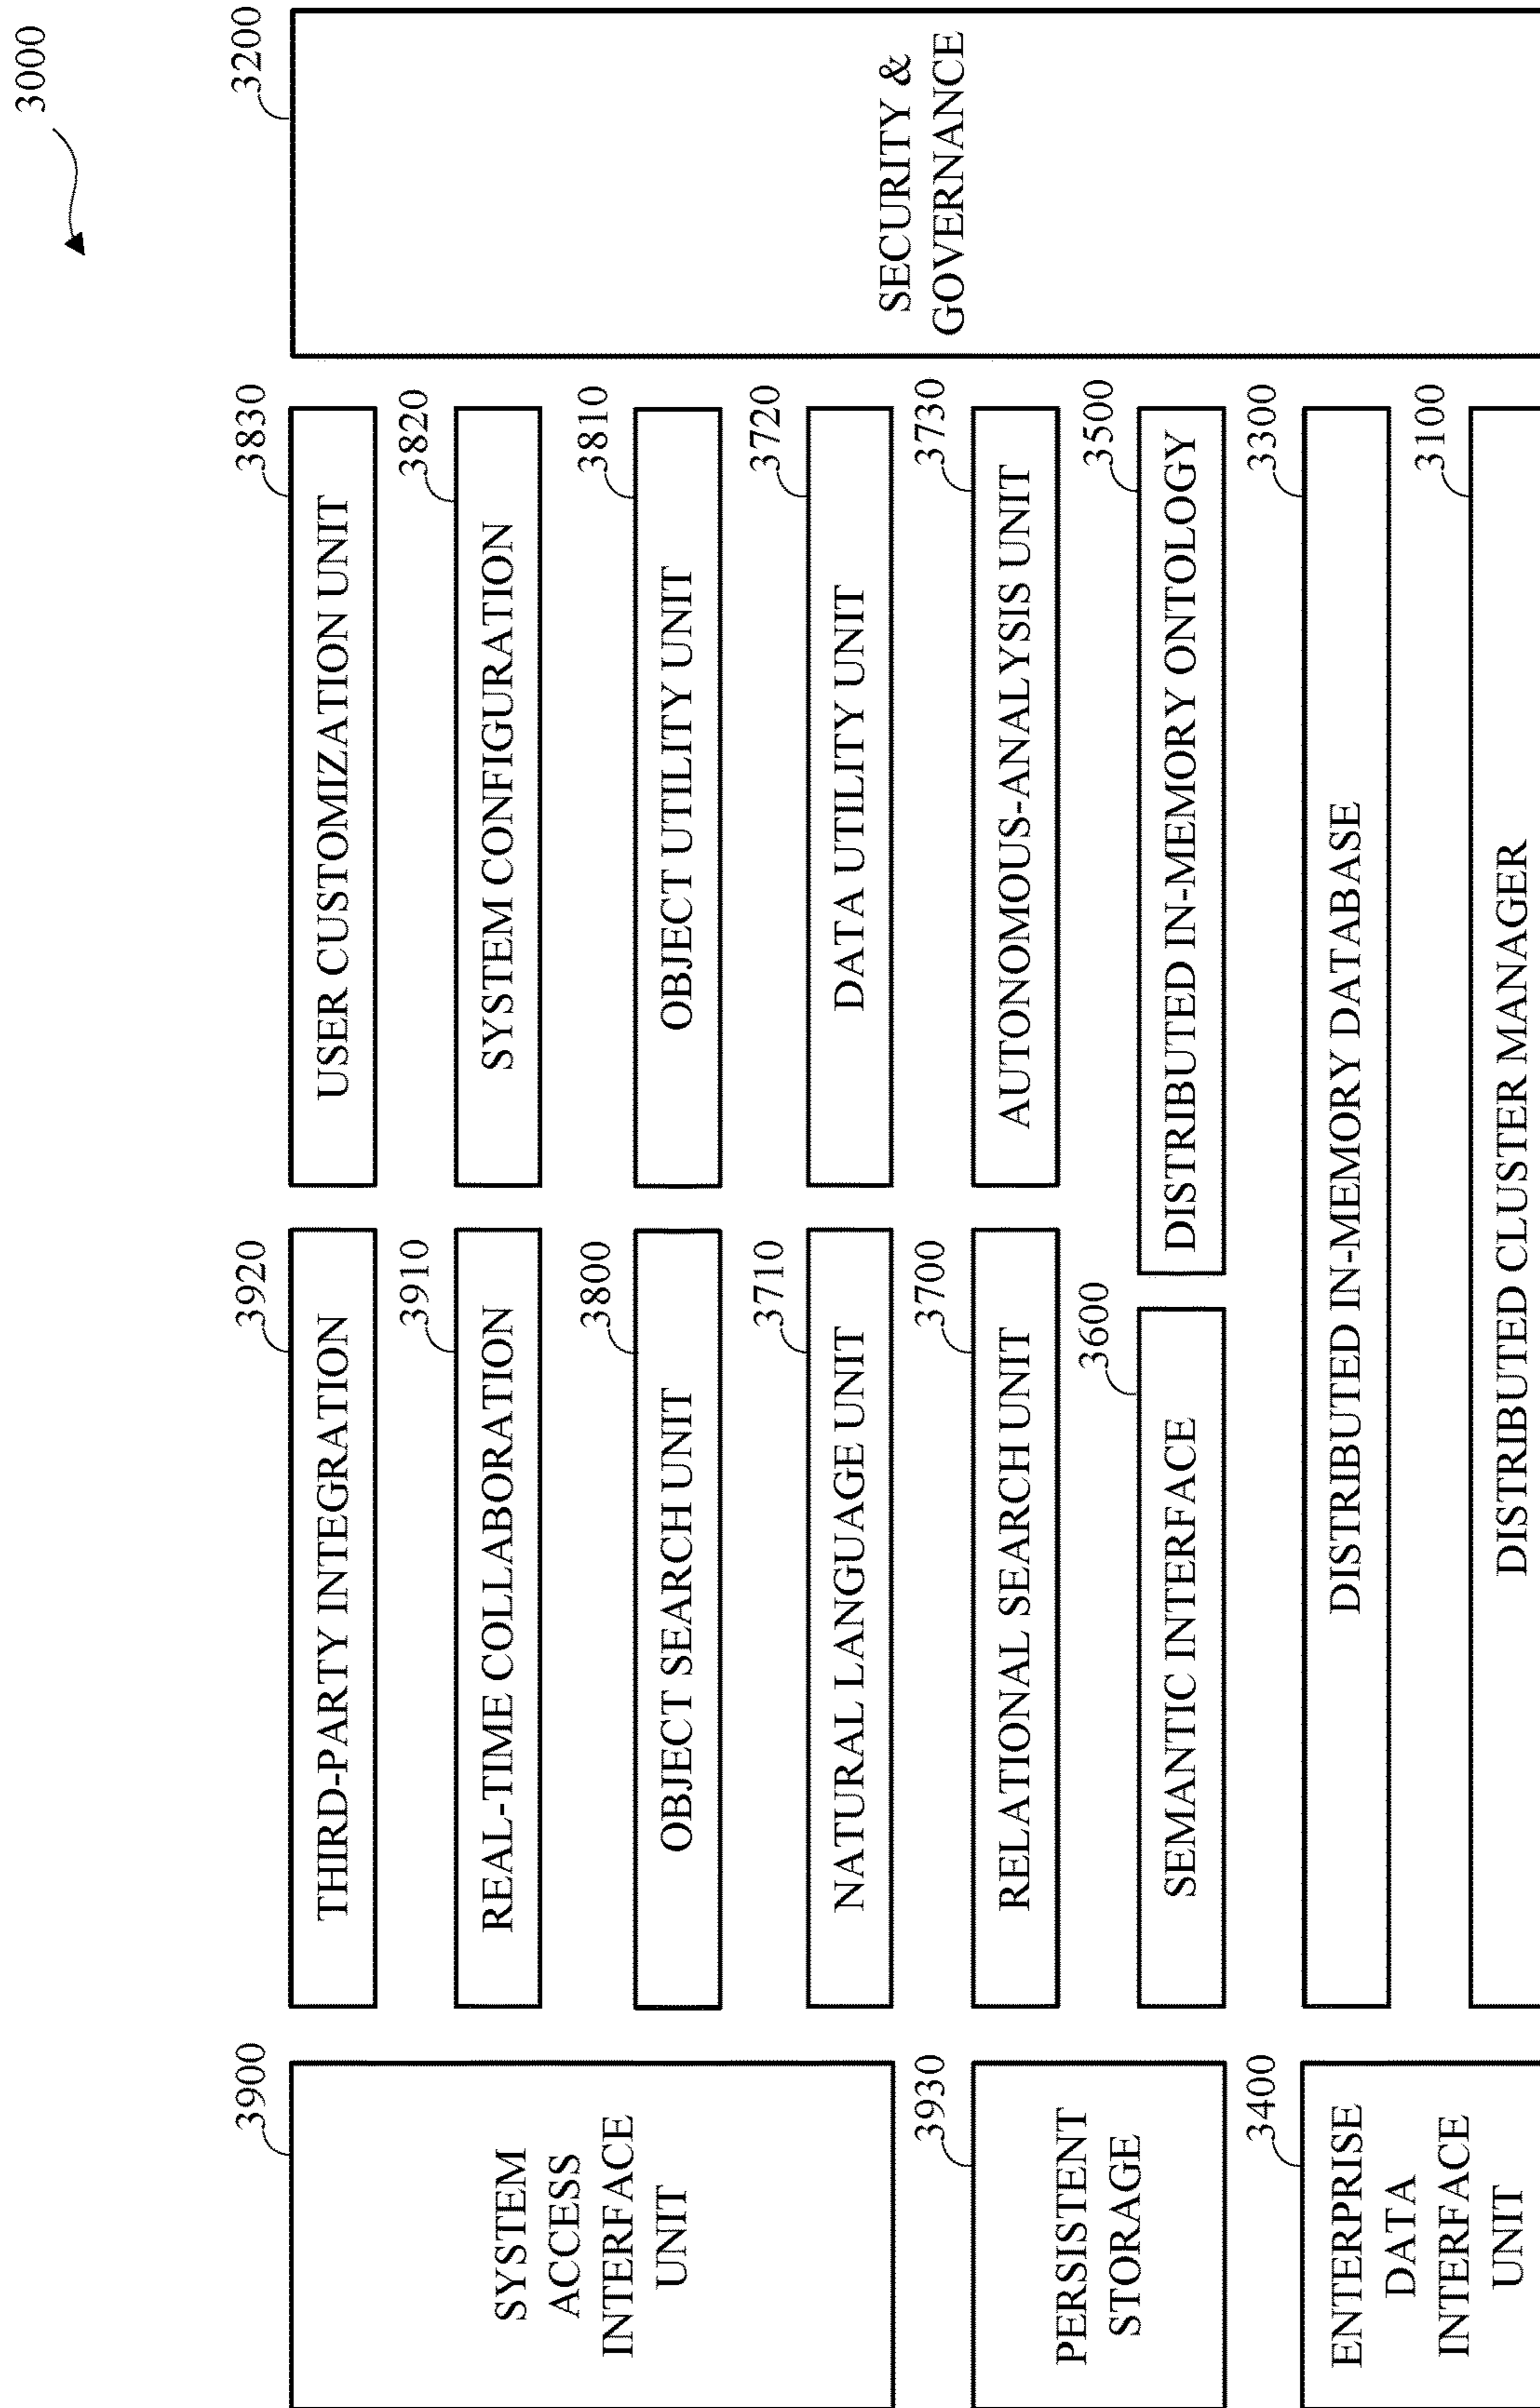 3000
3900
SYSTEM
ACCESS
INTERFACE
UNIT
3920
THIRD-PARTY INTEGRATION
3830
USER CUSTOMIZATION UNIT
3200
SECURITY &
GOVERNANCE
3910
REAL-TIME COLLABORATION
3820
SYSTEM CONFIGURATION
3800
OBJECT SEARCH UNIT
3810
OBJECT UTILITY UNIT
3710
NATURAL LANGUAGE UNIT
3720
DATA UTILITY UNIT
3930
PERSISTENT
STORAGE
3700
RELATIONAL SEARCH UNIT
3730
AUTONOMOUS-ANALYSIS UNIT
3600
SEMANTIC INTERFACE
3500
DISTRIBUTED IN-MEMORY ONTOLOGY
3400
ENTERPRISE
DATA
INTERFACE
UNIT
3300
DISTRIBUTED IN-MEMORY DATABASE
3100
DISTRIBUTED CLUSTER MANAGER